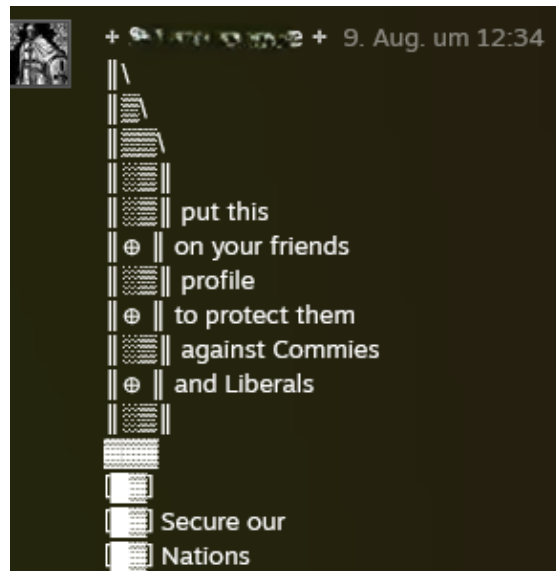 9. Aug. um 12:34
put this
on your friends
profile
to protect them
against Commies
and Liberals
Secure our
Nations